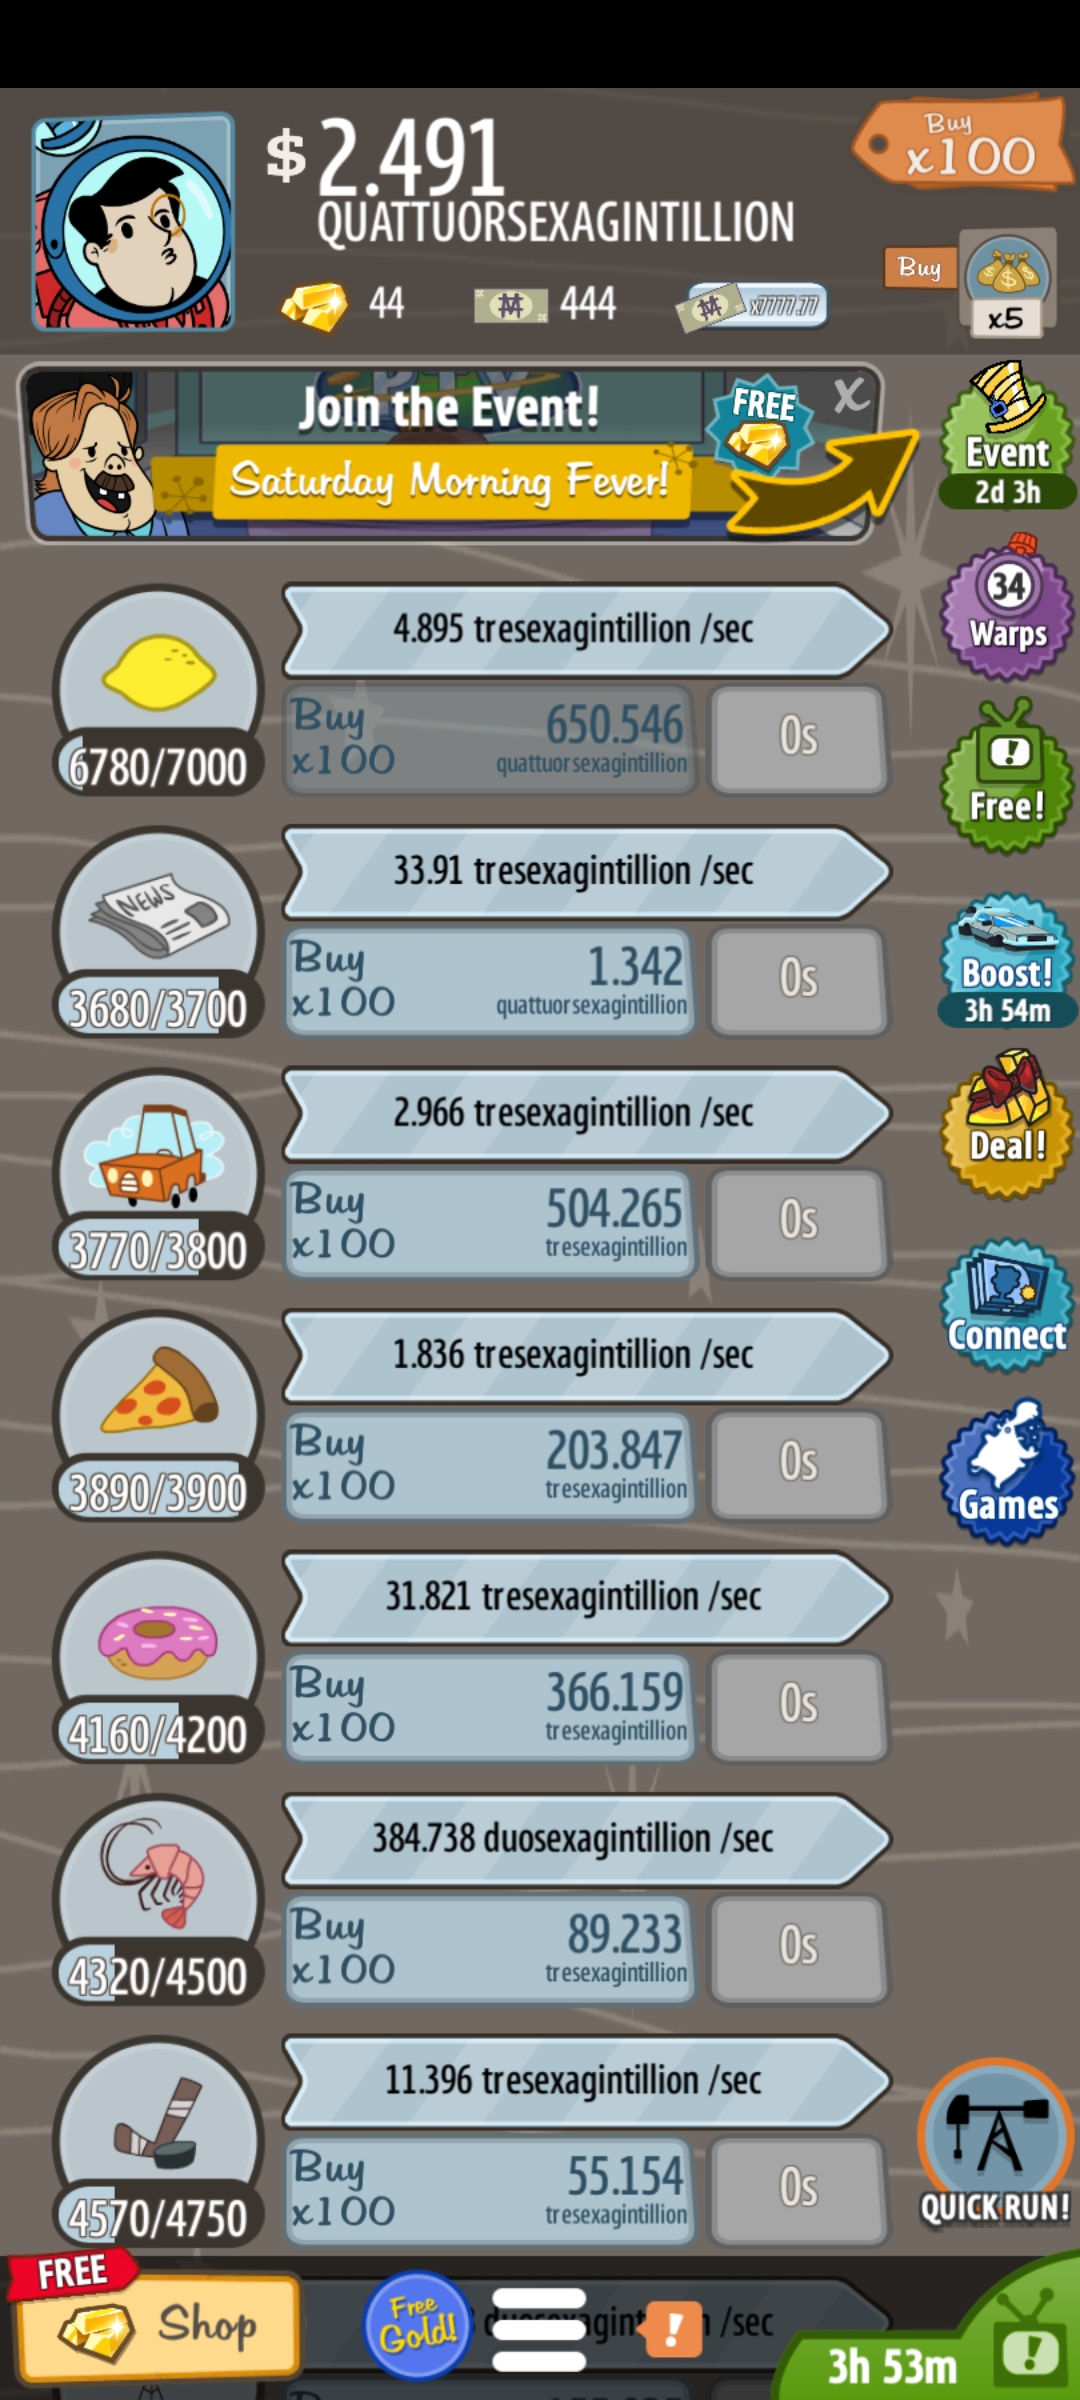 $ 2.491
QUATTUORSEXAGINTILLION
Buy
x100
44
444
x7777.77
Buy
x5
Join the Event!
FREE
X
Saturday Morning Fever!
Event
2d 3h
34
Warps
4.895 tresexagintillion /sec
6780/7000
Buy
x100
650.546
quattuorsexagintillion
0s
Free!
33.91 tresexagintillion /sec
NEWS
3680/3700
Buy
x100
1.342
quattuorsexagintillion
0s
Boost!
3h 54m
2.966 tresexagintillion /sec
3770/3800
Buy
x100
504.265
tresexagintillion
0s
Deal!
1.836 tresexagintillion /sec
3890/3900
Buy
x100
203.847
tresexagintillion
0s
Connect
Games
31.821 tresexagintillion /sec
4160/4200
Buy
x100
366.159
tresexagintillion
0s
384.738 duosexagintillion /sec
4320/4500
Buy
x100
89.233
tresexagintillion
0s
11.396 tresexagintillion /sec
4570/4750
Buy
x100
55.154
tresexagintillion
0s
QUICK RUN!
FREE
Shop
Free
Gold!
/sec
3h 53m